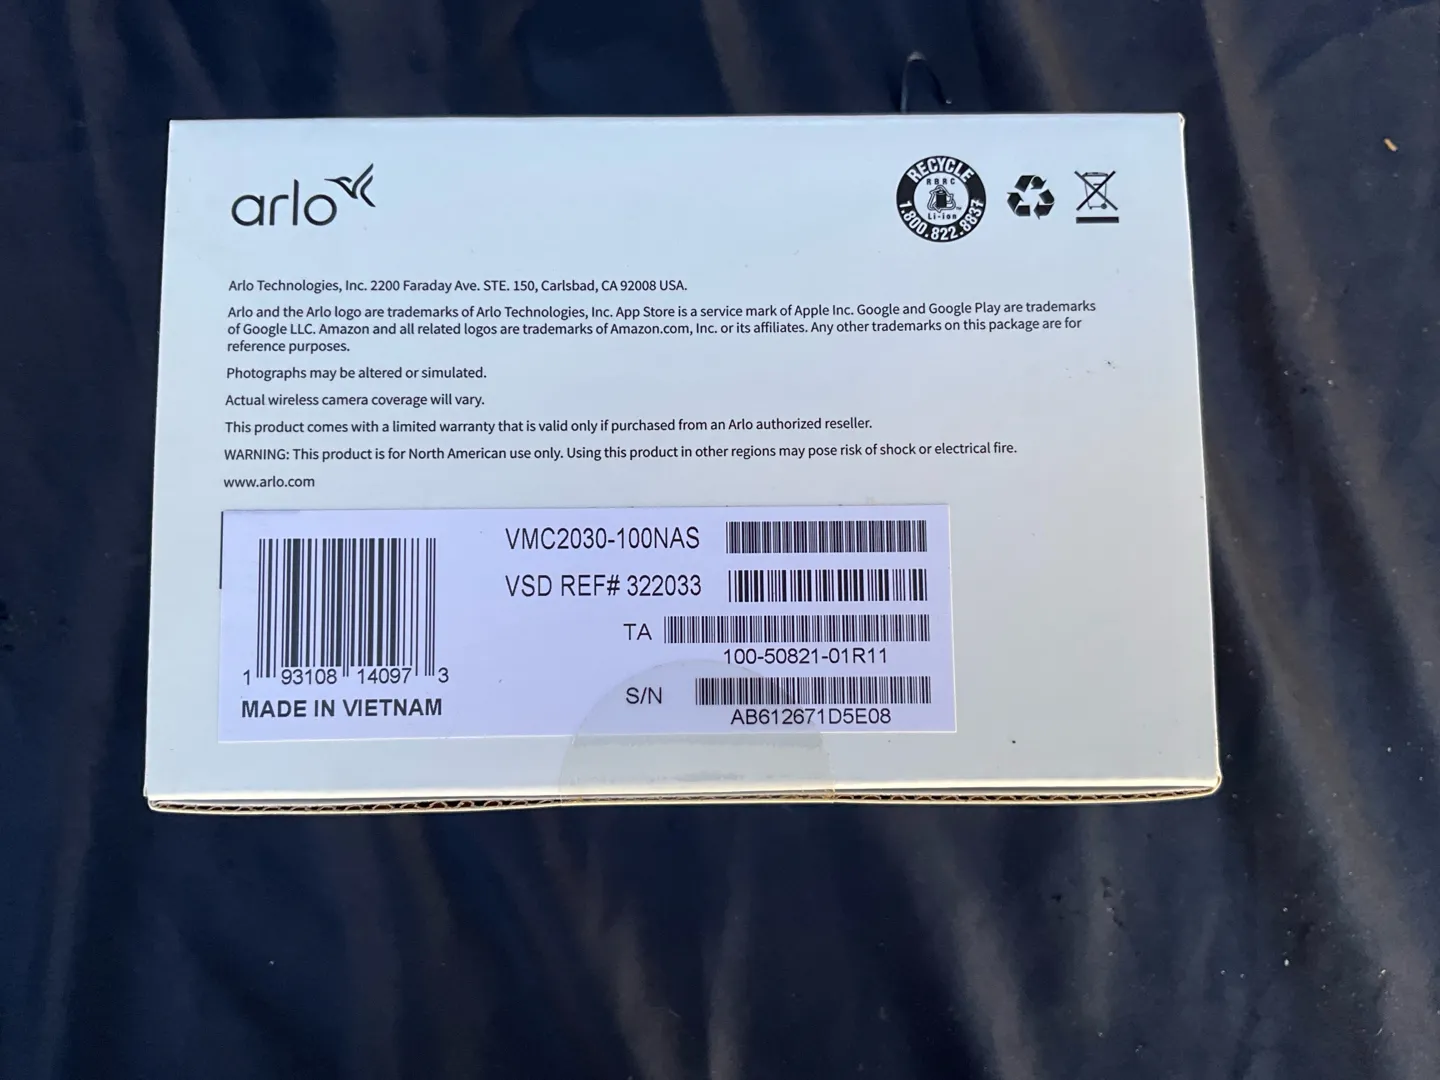 arlo
RECYCLE
RBRC
Li-ion
1.800.822.8837
Arlo Technologies, Inc. 2200 Faraday Ave. STE. 150, Carlsbad, CA 92008 USA.
Arlo and the Arlo logo are trademarks of Arlo Technologies, Inc. App Store is a service mark of Apple Inc. Google and Google Play are trademarks
of Google LLC. Amazon and all related logos are trademarks of Amazon.com, Inc. or its affiliates. Any other trademarks on this package are for
reference purposes.
Photographs may be altered or simulated.
Actual wireless camera coverage will vary.
This product comes with a limited warranty that is valid only if purchased from an Arlo authorized reseller.
WARNING: This product is for North American use only. Using this product in other regions may pose risk of shock or electrical fire.
www.arlo.com
1 93108 14097 3
MADE IN VIETNAM
VMC2030-100NAS
VSD REF# 322033
TA
100-50821-01R11
S/N
AB612671D5E08